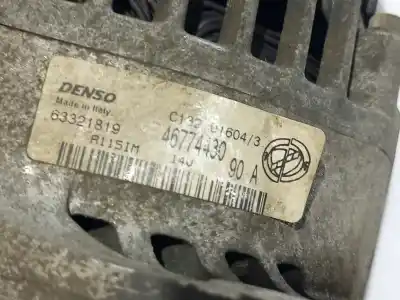 DENSO
Made in Italy
63321819
A115IM
C132 01604/3
46774430
14V
90 A